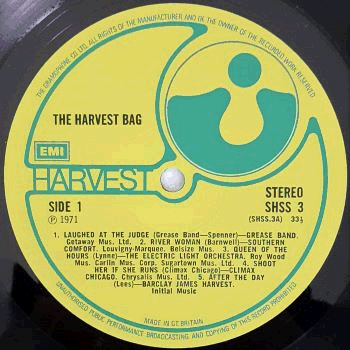 THE GRAMOPHONE CO. LTD. ALL RIGHTS OF THE MANUFACTURER AND OF THE OWNER OF THE RECORDED WORK RESERVED
THE HARVEST BAG
EMI
HARVEST
SIDE 1
STEREO
SHSS 3
℗ 1971
(SHSS.3A) 33⅓
1. LAUGHED AT THE JUDGE (Grease Band—Spenner)—GREASE BAND.
Getaway Mus. Ltd. 2. RIVER WOMAN (Barnwell)—SOUTHERN
COMFORT. Louvigny-Marquee. Belsize Mus. 3. QUEEN OF THE
HOURS (Lynne)—THE ELECTRIC LIGHT ORCHESTRA. Roy Wood
Mus. Carlin Mus. Corp. Sugartown Mus. Ltd. 4. SHOOT
HER IF SHE RUNS (Climax Chicago)—CLIMAX
CHICAGO. Chrysalis Mus. Ltd. 5. AFTER THE DAY
(Lees)—BARCLAY JAMES HARVEST.
Initial Music
MADE IN GT. BRITAIN
UNAUTHORISED PUBLIC PERFORMANCE BROADCASTING AND COPYING OF THIS RECORD PROHIBITED